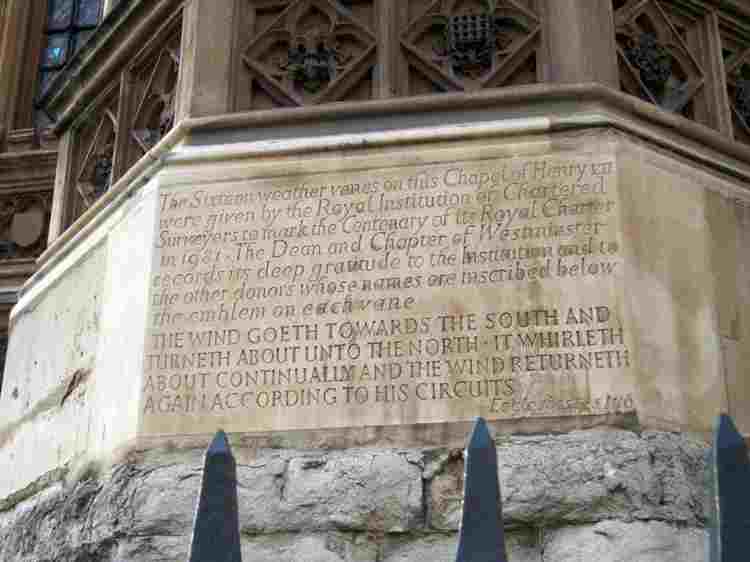 The Sixteen weather vanes on this Chapel of Henry VII
were given by the Royal Institution of Chartered
Surveyors to mark the Centenary of its Royal Charter
in 1981 · The Dean and Chapter of Westminster
records its deep gratitude to the Institution and to
the other donors whose names are inscribed below
the emblem on each vane
THE WIND GOETH TOWARDS THE SOUTH AND
TURNETH ABOUT UNTO THE NORTH · IT WHIRLETH
ABOUT CONTINUALLY AND THE WIND RETURNETH
AGAIN ACCORDING TO HIS CIRCUITS
Ecclesiastes 1 v 6